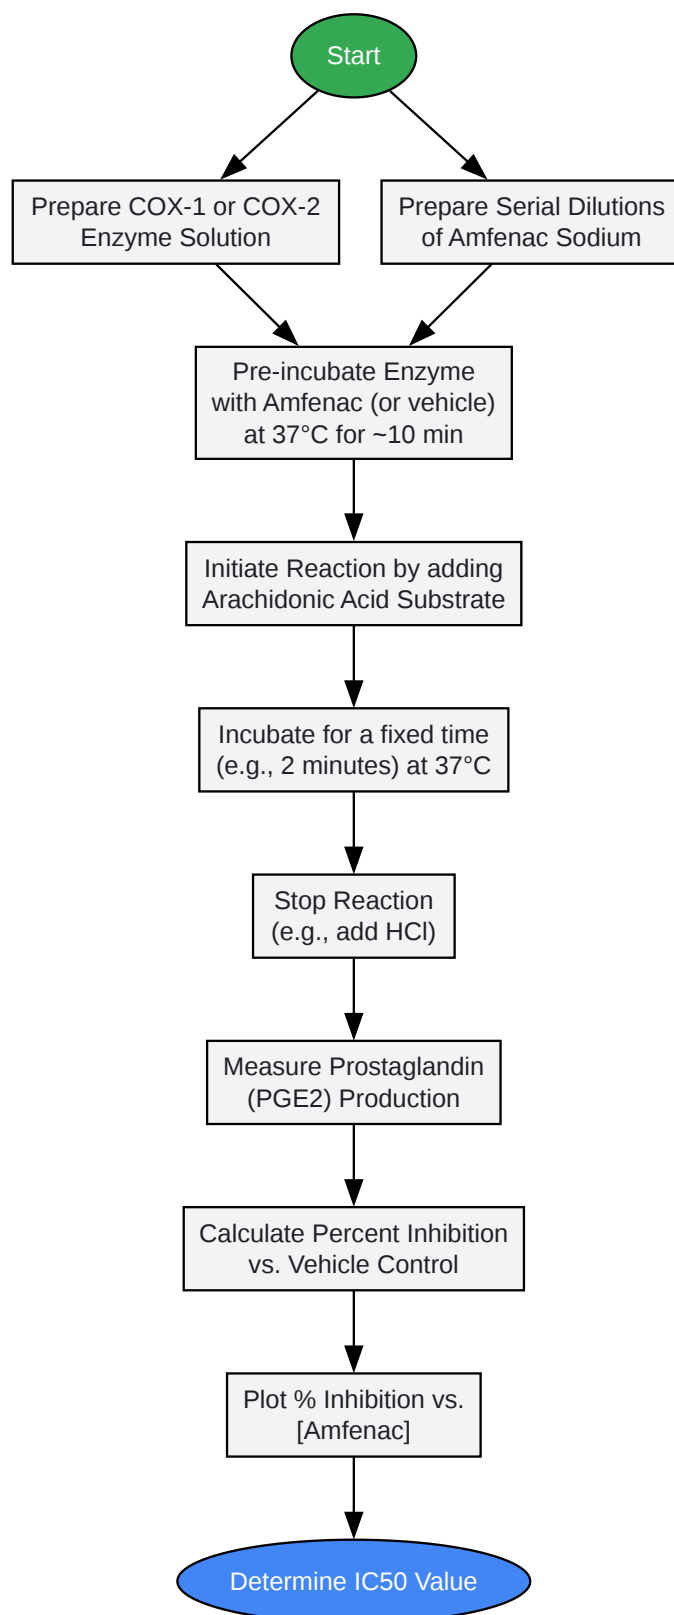 Start
Prepare COX-1 or COX-2
Enzyme Solution
Prepare Serial Dilutions
of Amfenac Sodium
Pre-incubate Enzyme
with Amfenac (or vehicle)
at 37°C for ~10 min
Initiate Reaction by adding
Arachidonic Acid Substrate
Incubate for a fixed time
(e.g., 2 minutes) at 37°C
Stop Reaction
(e.g., add HCl)
Measure Prostaglandin
(PGE2) Production
Calculate Percent Inhibition
vs. Vehicle Control
Plot % Inhibition vs.
[Amfenac]
Determine IC50 Value